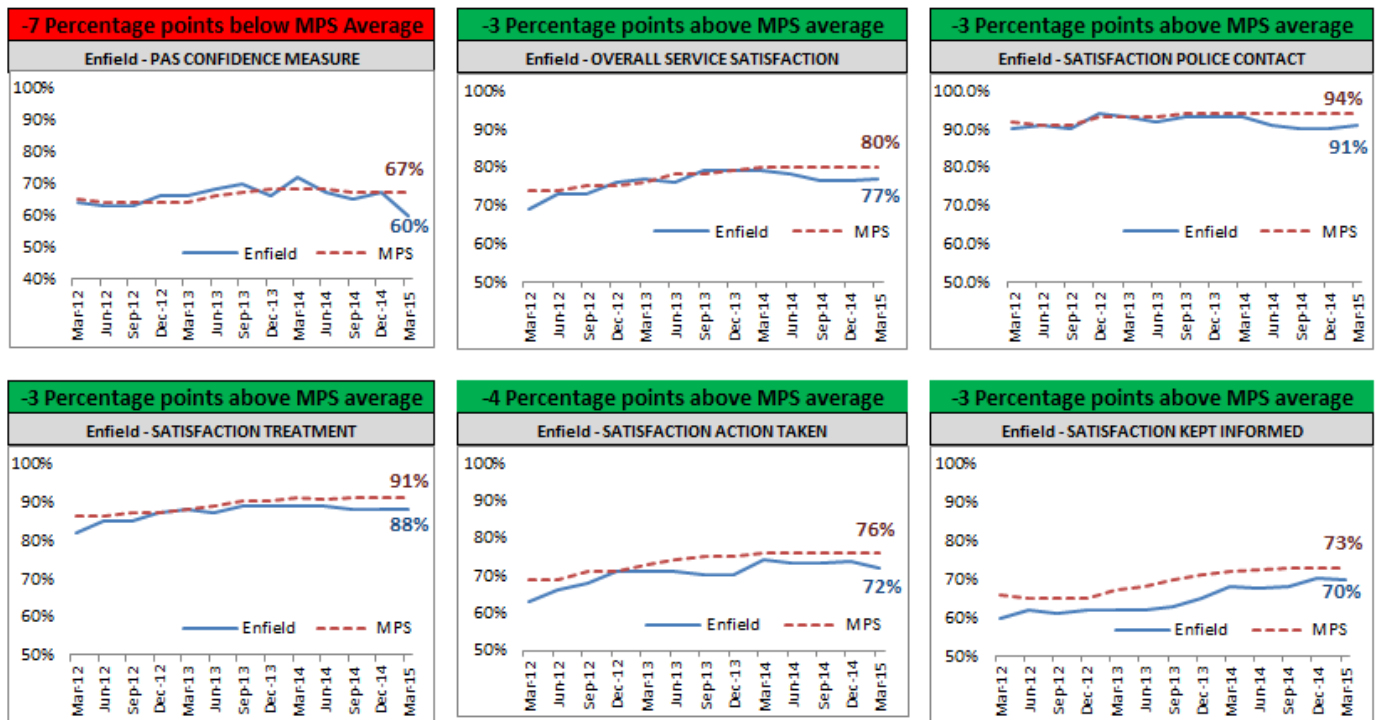 -7 Percentage points below MPS Average
Enfield - PAS CONFIDENCE MEASURE
100%
90%
80%
70%
60%
50%
40%
67%
60%
Enfield MPS
Mar-12 Jun-12 Sep-12 Dec-12 Mar-13 Jun-13 Sep-13 Dec-13 Mar-14 Jun-14 Sep-14 Dec-14 Mar-15
-3 Percentage points above MPS average
Enfield - OVERALL SERVICE SATISFACTION
100%
90%
80%
70%
60%
50%
80%
77%
Enfield MPS
Mar-12 Jun-12 Sep-12 Dec-12 Mar-13 Jun-13 Sep-13 Dec-13 Mar-14 Jun-14 Sep-14 Dec-14 Mar-15
-3 Percentage points above MPS average
Enfield - SATISFACTION POLICE CONTACT
100.0%
90.0%
80.0%
70.0%
60.0%
50.0%
94%
91%
Enfield MPS
Mar-12 Jun-12 Sep-12 Dec-12 Mar-13 Jun-13 Sep-13 Dec-13 Mar-14 Jun-14 Sep-14 Dec-14 Mar-15
-3 Percentage points above MPS average
Enfield - SATISFACTION TREATMENT
100%
90%
80%
70%
60%
50%
91%
88%
Enfield MPS
Mar-12 Jun-12 Sep-12 Dec-12 Mar-13 Jun-13 Sep-13 Dec-13 Mar-14 Jun-14 Sep-14 Dec-14 Mar-15
-4 Percentage points above MPS average
Enfield - SATISFACTION ACTION TAKEN
100%
90%
80%
70%
60%
50%
76%
72%
Enfield MPS
Mar-12 Jun-12 Sep-12 Dec-12 Mar-13 Jun-13 Sep-13 Dec-13 Mar-14 Jun-14 Sep-14 Dec-14 Mar-15
-3 Percentage points above MPS average
Enfield - SATISFACTION KEPT INFORMED
100%
90%
80%
70%
60%
50%
73%
70%
Enfield MPS
Mar-12 Jun-12 Sep-12 Dec-12 Mar-13 Jun-13 Sep-13 Dec-13 Mar-14 Jun-14 Sep-14 Dec-14 Mar-15